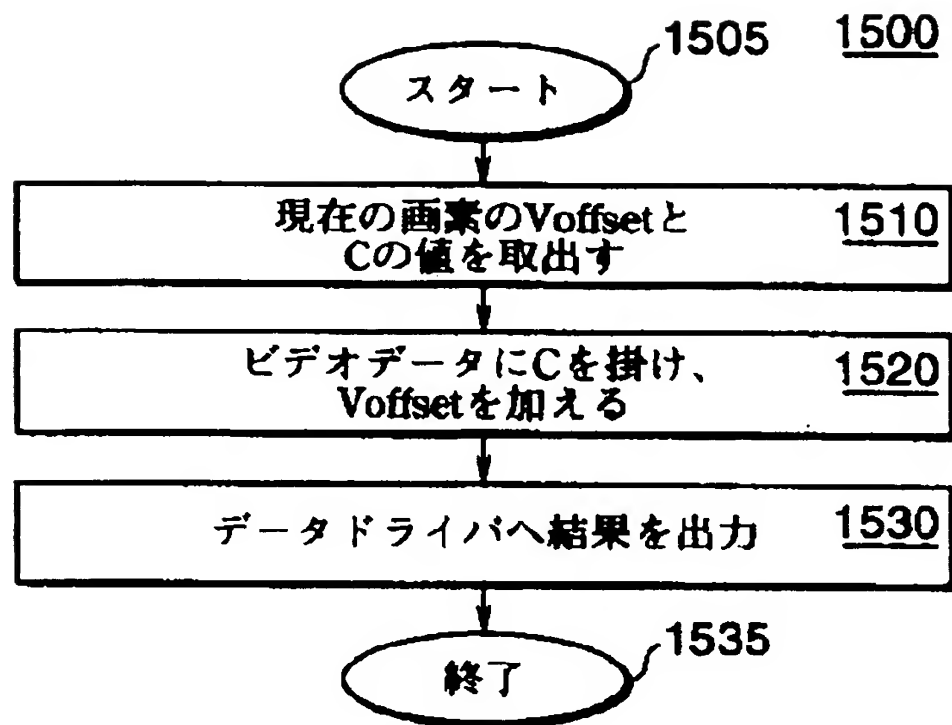 1500
1505
スタート
現在の画素のVoffsetと
Cの値を取出す
1510
ビデオデータにCを掛け、
Voffsetを加える
1520
データドライバへ結果を出力
1530
1535
終了